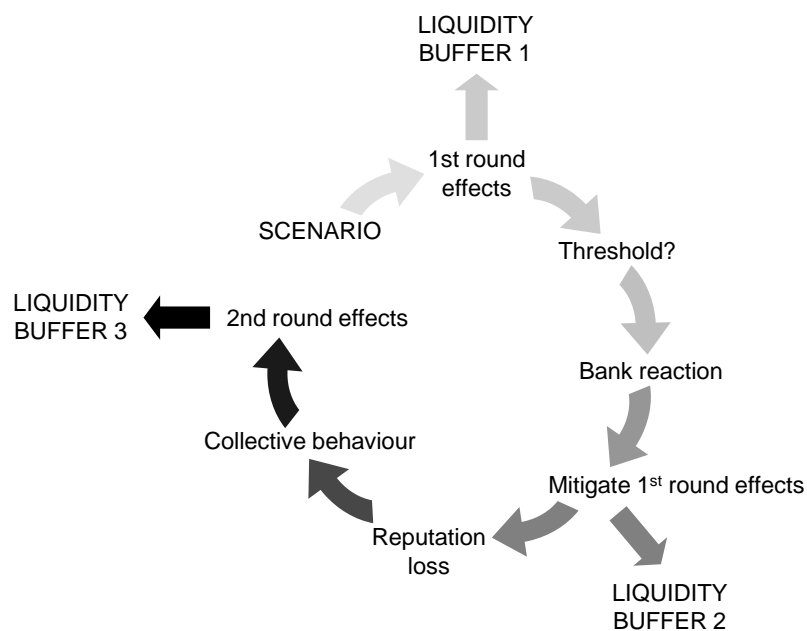 LIQUIDITY
BUFFER 1
1st round
effects
SCENARIO
Threshold?
LIQUIDITY
BUFFER 3
2nd round effects
Bank reaction
Collective behaviour
Mitigate 1st round effects
Reputation
loss
LIQUIDITY
BUFFER 2